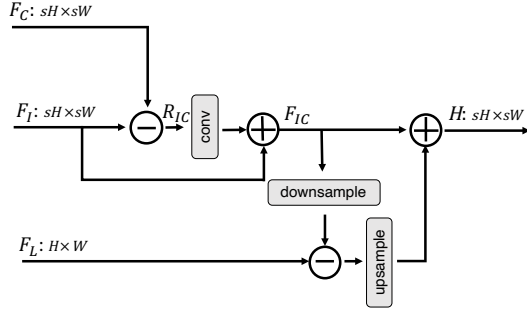 F_C: sH×sW
F_I: sH×sW
R_IC
conv
F_IC
H: sH×sW
downsample
F_L: H×W
upsample